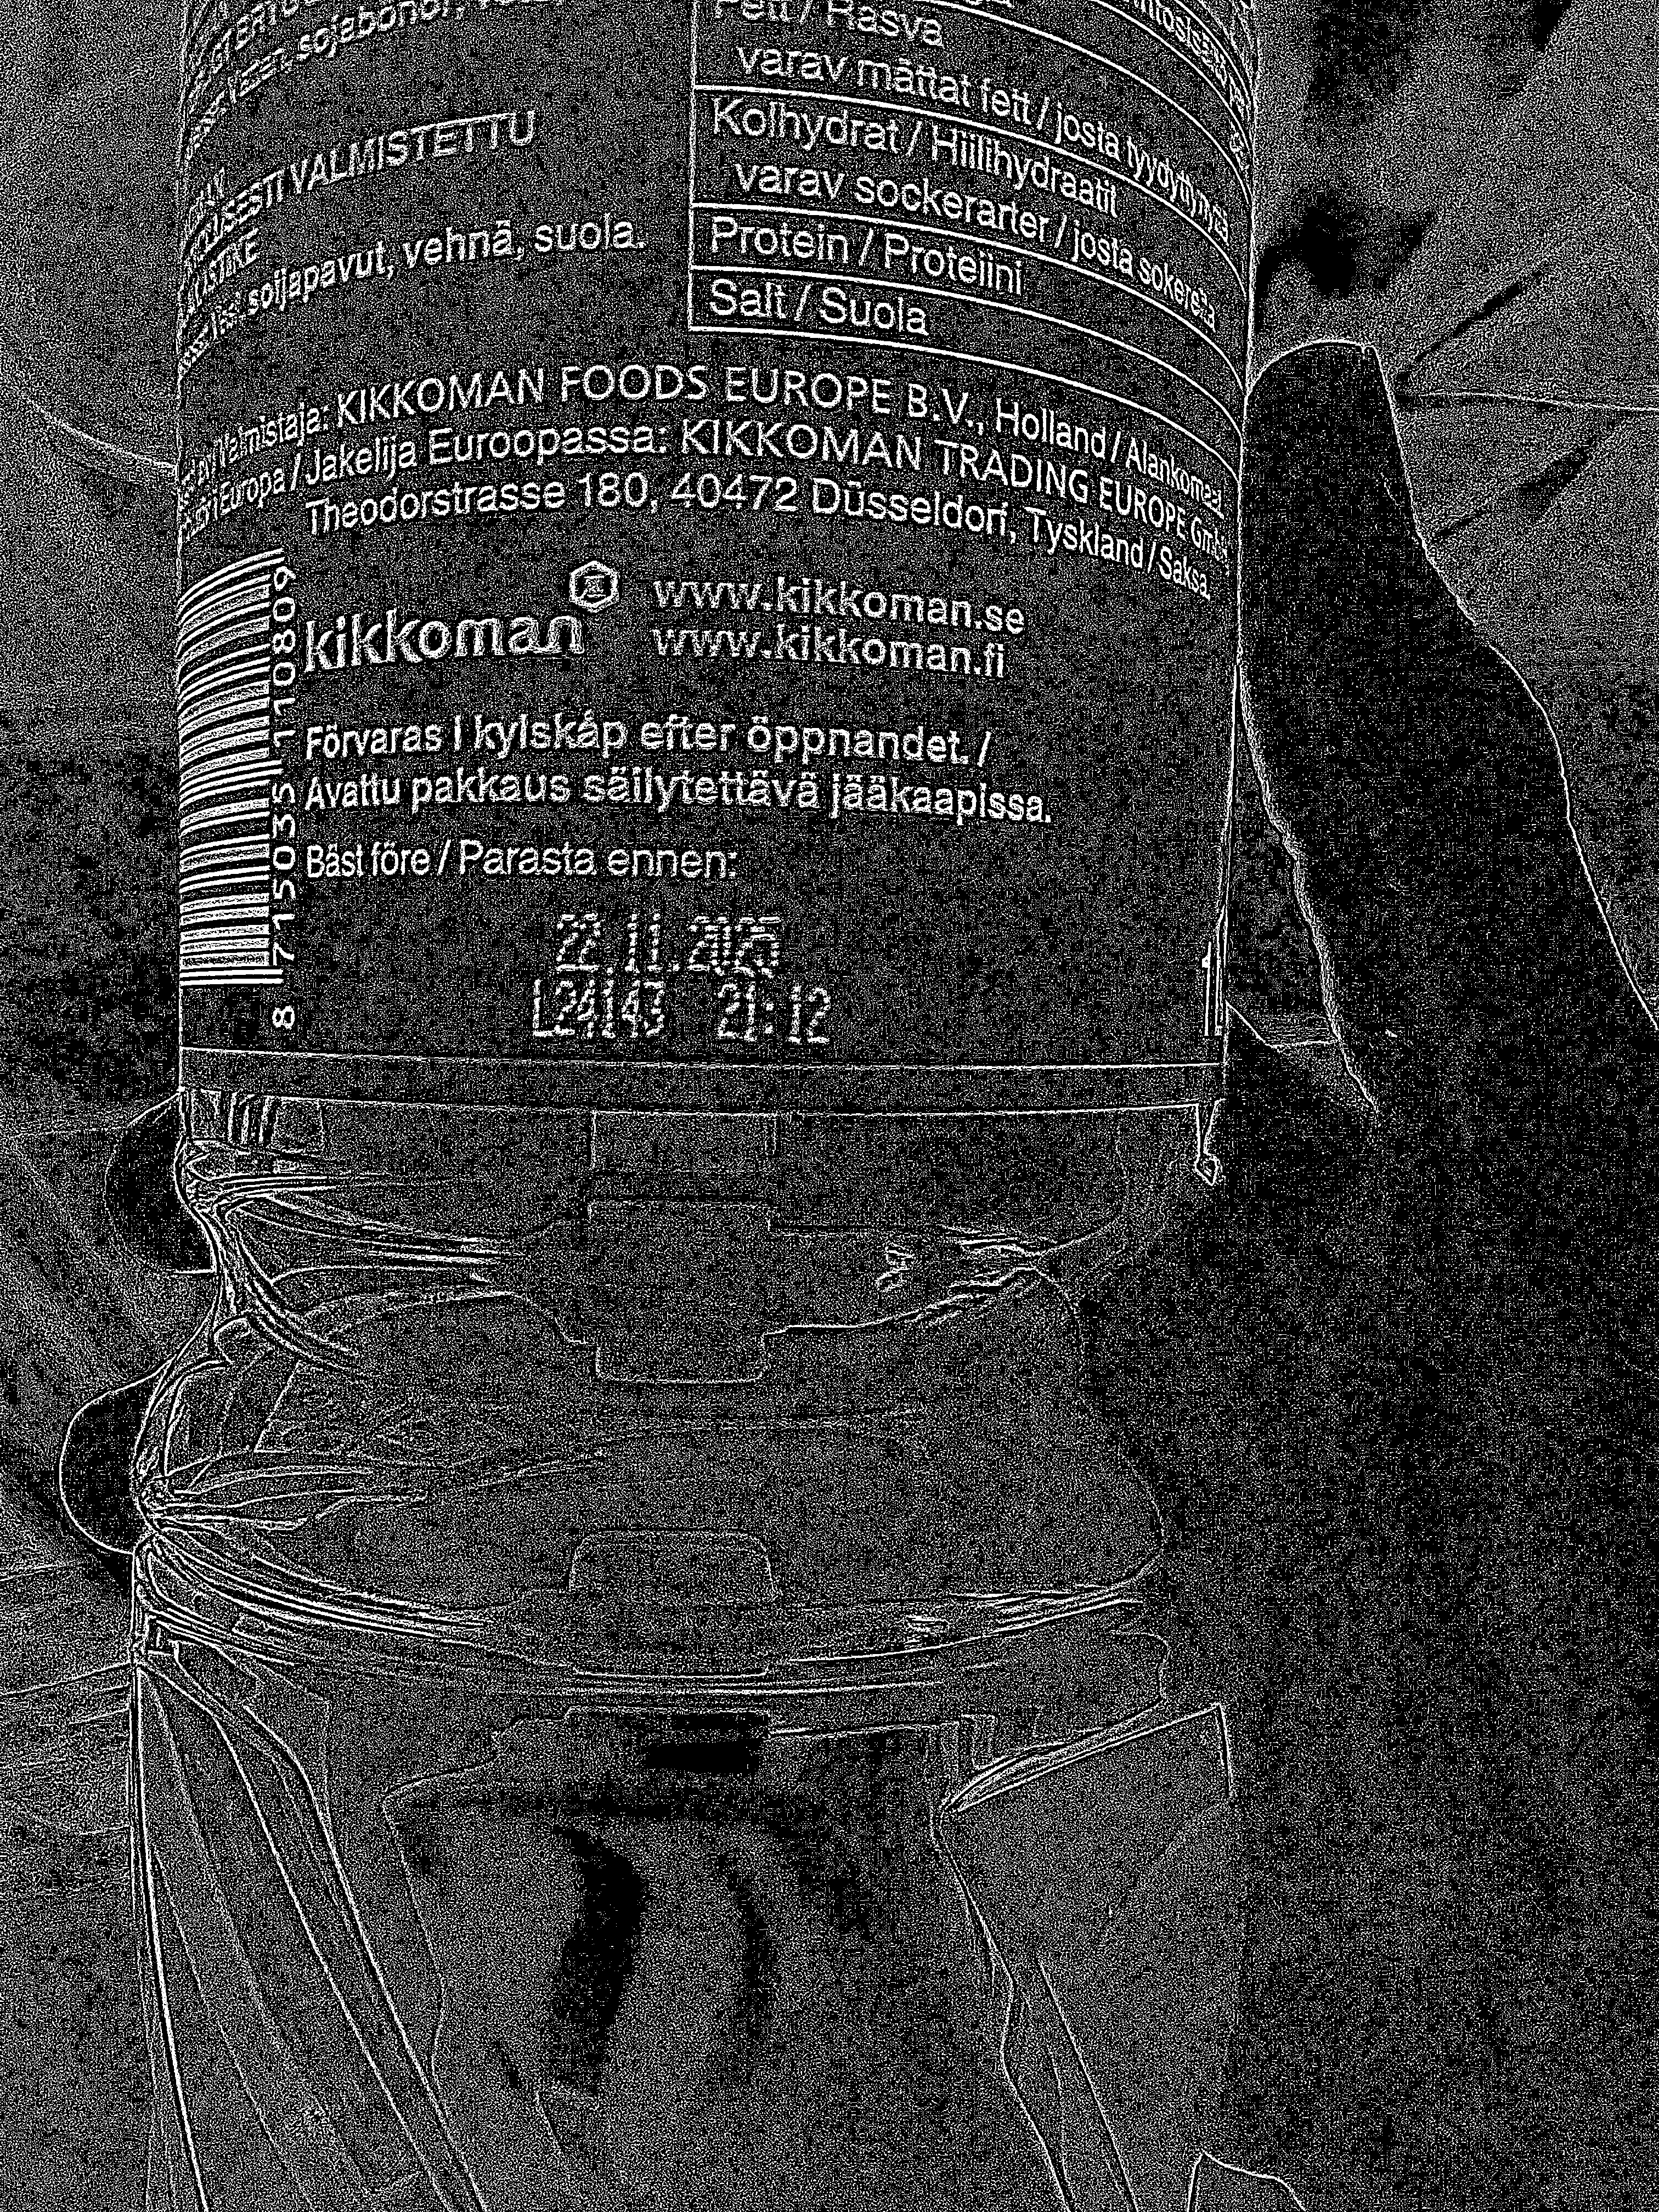 sojabönor,
Fett / Rasva
varav mättat fett / josta tyydyttynyttä
Kolhydrat / Hiilihydraatit
varav sockerarter / josta sokereita
Protein / Proteiini
Salt / Suola
VALMISTETTU
soijapavut, vehnä, suola.
Valmistaja: KIKKOMAN FOODS EUROPE B.V., Holland / Alankomaat
Europa / Jakelija Euroopassa: KIKKOMAN TRADING EUROPE GmbH
Theodorstrasse 180, 40472 Düsseldorf, Tyskland / Saksa
kikkoman
www.kikkoman.se
www.kikkoman.fi
Förvaras i kylskåp efter öppnandet. /
Avattu pakkaus säilytettävä jääkaapissa.
Bäst före / Parasta ennen:
22.11.2025
L24143 21:12
8 715035 110809